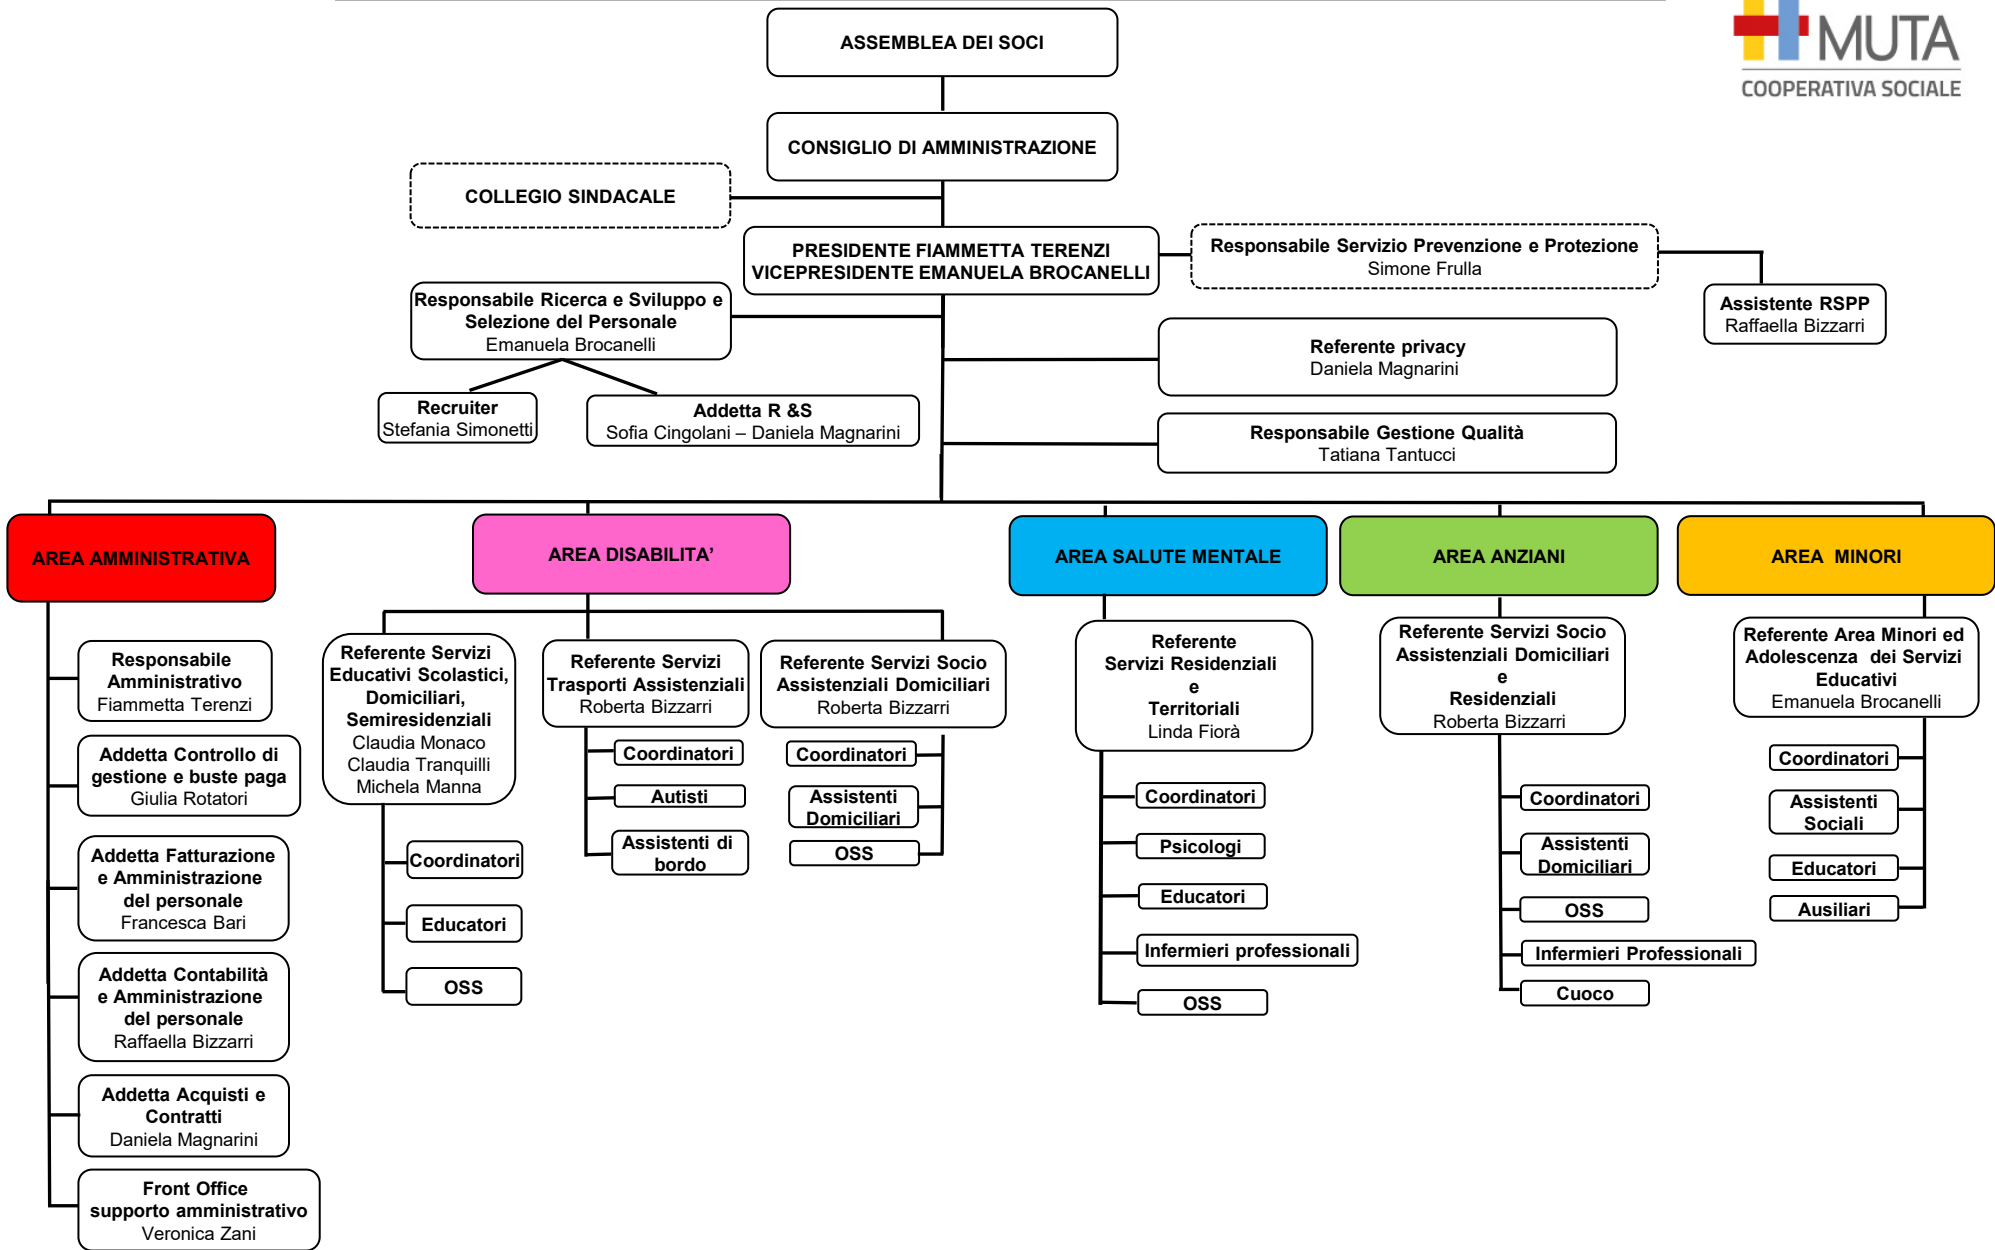 MUTA
COOPERATIVA SOCIALE
ASSEMBLEA DEI SOCI
CONSIGLIO DI AMMINISTRAZIONE
COLLEGIO SINDACALE
PRESIDENTE FIAMMETTA TERENZI
VICEPRESIDENTE EMANUELA BROCANELLI
Responsabile Servizio Prevenzione e Protezione
Simone Frulla
Assistente RSPP
Raffaella Bizzarri
Responsabile Ricerca e Sviluppo e
Selezione del Personale
Emanuela Brocanelli
Recruiter
Stefania Simonetti
Addetta R &S
Sofia Cingolani – Daniela Magnarini
Referente privacy
Daniela Magnarini
Responsabile Gestione Qualità
Tatiana Tantucci
AREA AMMINISTRATIVA
Responsabile
Amministrativo
Fiammetta Terenzi
Addetta Controllo di
gestione e buste paga
Giulia Rotatori
Addetta Fatturazione
e Amministrazione
del personale
Francesca Bari
Addetta Contabilità
e Amministrazione
del personale
Raffaella Bizzarri
Addetta Acquisti e
Contratti
Daniela Magnarini
Front Office
supporto amministrativo
Veronica Zani
AREA DISABILITA’
Referente Servizi
Educativi Scolastici,
Domiciliari,
Semiresidenziali
Claudia Monaco
Claudia Tranquilli
Michela Manna
Coordinatori
Educatori
OSS
Referente Servizi
Trasporti Assistenziali
Roberta Bizzarri
Coordinatori
Autisti
Assistenti di
bordo
Referente Servizi Socio
Assistenziali Domiciliari
Roberta Bizzarri
Coordinatori
Assistenti
Domiciliari
OSS
AREA SALUTE MENTALE
Referente
Servizi Residenziali
e
Territoriali
Linda Fiorà
Coordinatori
Psicologi
Educatori
Infermieri professionali
OSS
AREA ANZIANI
Referente Servizi Socio
Assistenziali Domiciliari
e
Residenziali
Roberta Bizzarri
Coordinatori
Assistenti
Domiciliari
OSS
Infermieri Professionali
Cuoco
AREA MINORI
Referente Area Minori ed
Adolescenza dei Servizi
Educativi
Emanuela Brocanelli
Coordinatori
Assistenti
Sociali
Educatori
Ausiliari